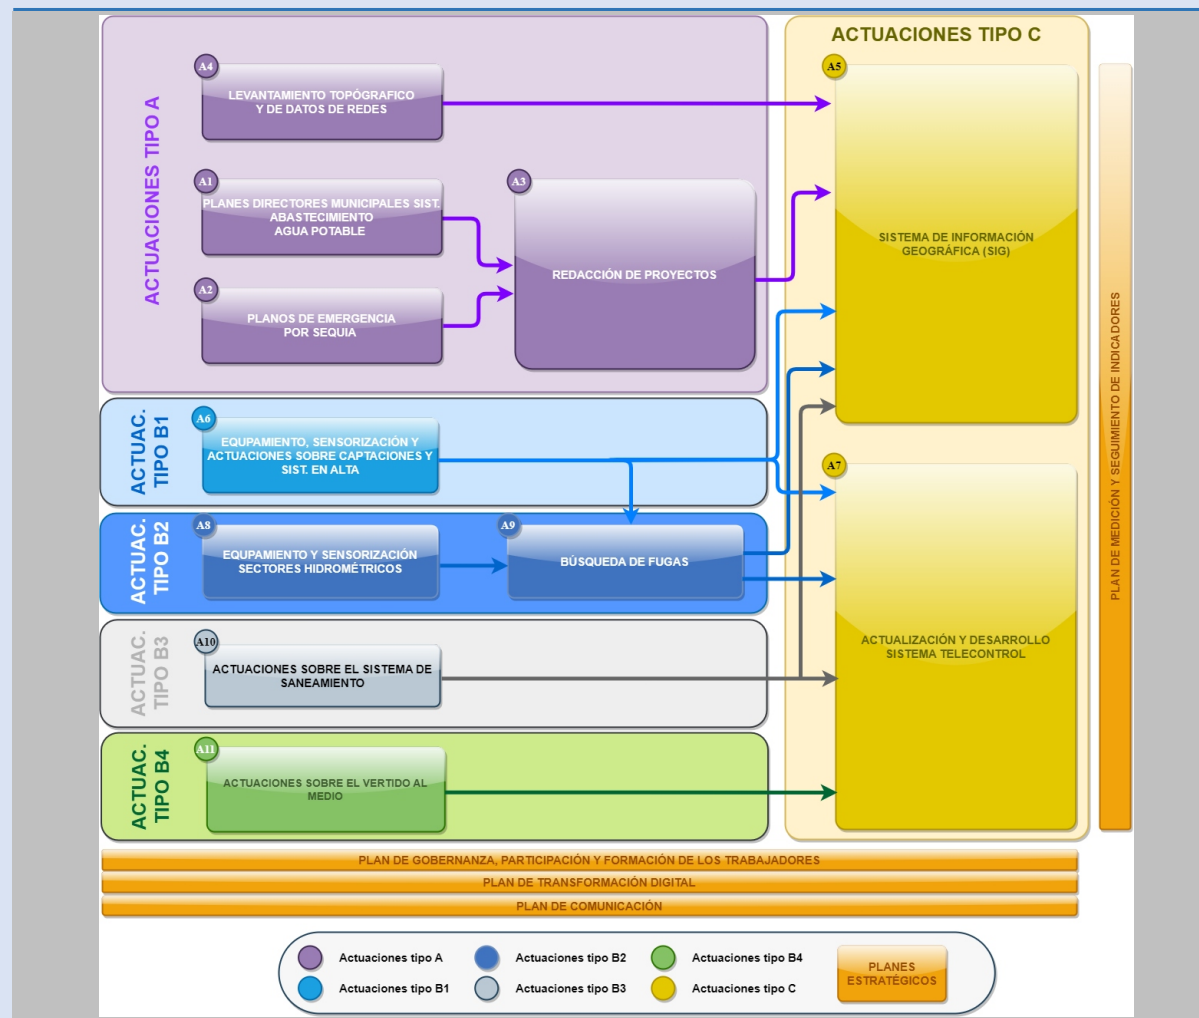 ACTUACIONES TIPO A
A4
LEVANTAMIENTO TOPÓGRAFICO
Y DE DATOS DE REDES
A1
PLANES DIRECTORES MUNICIPALES SIST.
ABASTECIMIENTO
AGUA POTABLE
A2
PLANOS DE EMERGENCIA
POR SEQUIA
A3
REDACCIÓN DE PROYECTOS
ACTUAC.
TIPO B1
A6
EQUPAMIENTO, SENSORIZACIÓN Y
ACTUACIONES SOBRE CAPTACIONES Y
SIST. EN ALTA
ACTUAC.
TIPO B2
A8
EQUPAMIENTO Y SENSORIZACIÓN
SECTORES HIDROMÉTRICOS
A9
BÚSQUEDA DE FUGAS
ACTUAC.
TIPO B3
A10
ACTUACIONES SOBRE EL SISTEMA DE
SANEAMIENTO
ACTUAC.
TIPO B4
A11
ACTUACIONES SOBRE EL VERTIDO AL
MEDIO
ACTUACIONES TIPO C
A5
SISTEMA DE INFORMACIÓN
GEOGRÁFICA (SIG)
A7
ACTUALIZACIÓN Y DESARROLLO
SISTEMA TELECONTROL
PLAN DE MEDICIÓN Y SEGUIMIENTO DE INDICADORES
PLAN DE GOBERNANZA, PARTICIPACIÓN Y FORMACIÓN DE LOS TRABAJADORES
PLAN DE TRANSFORMACIÓN DIGITAL
PLAN DE COMUNICACIÓN
Actuaciones tipo A
Actuaciones tipo B2
Actuaciones tipo B4
Actuaciones tipo B1
Actuaciones tipo B3
Actuaciones tipo C
PLANES
ESTRATÉGICOS